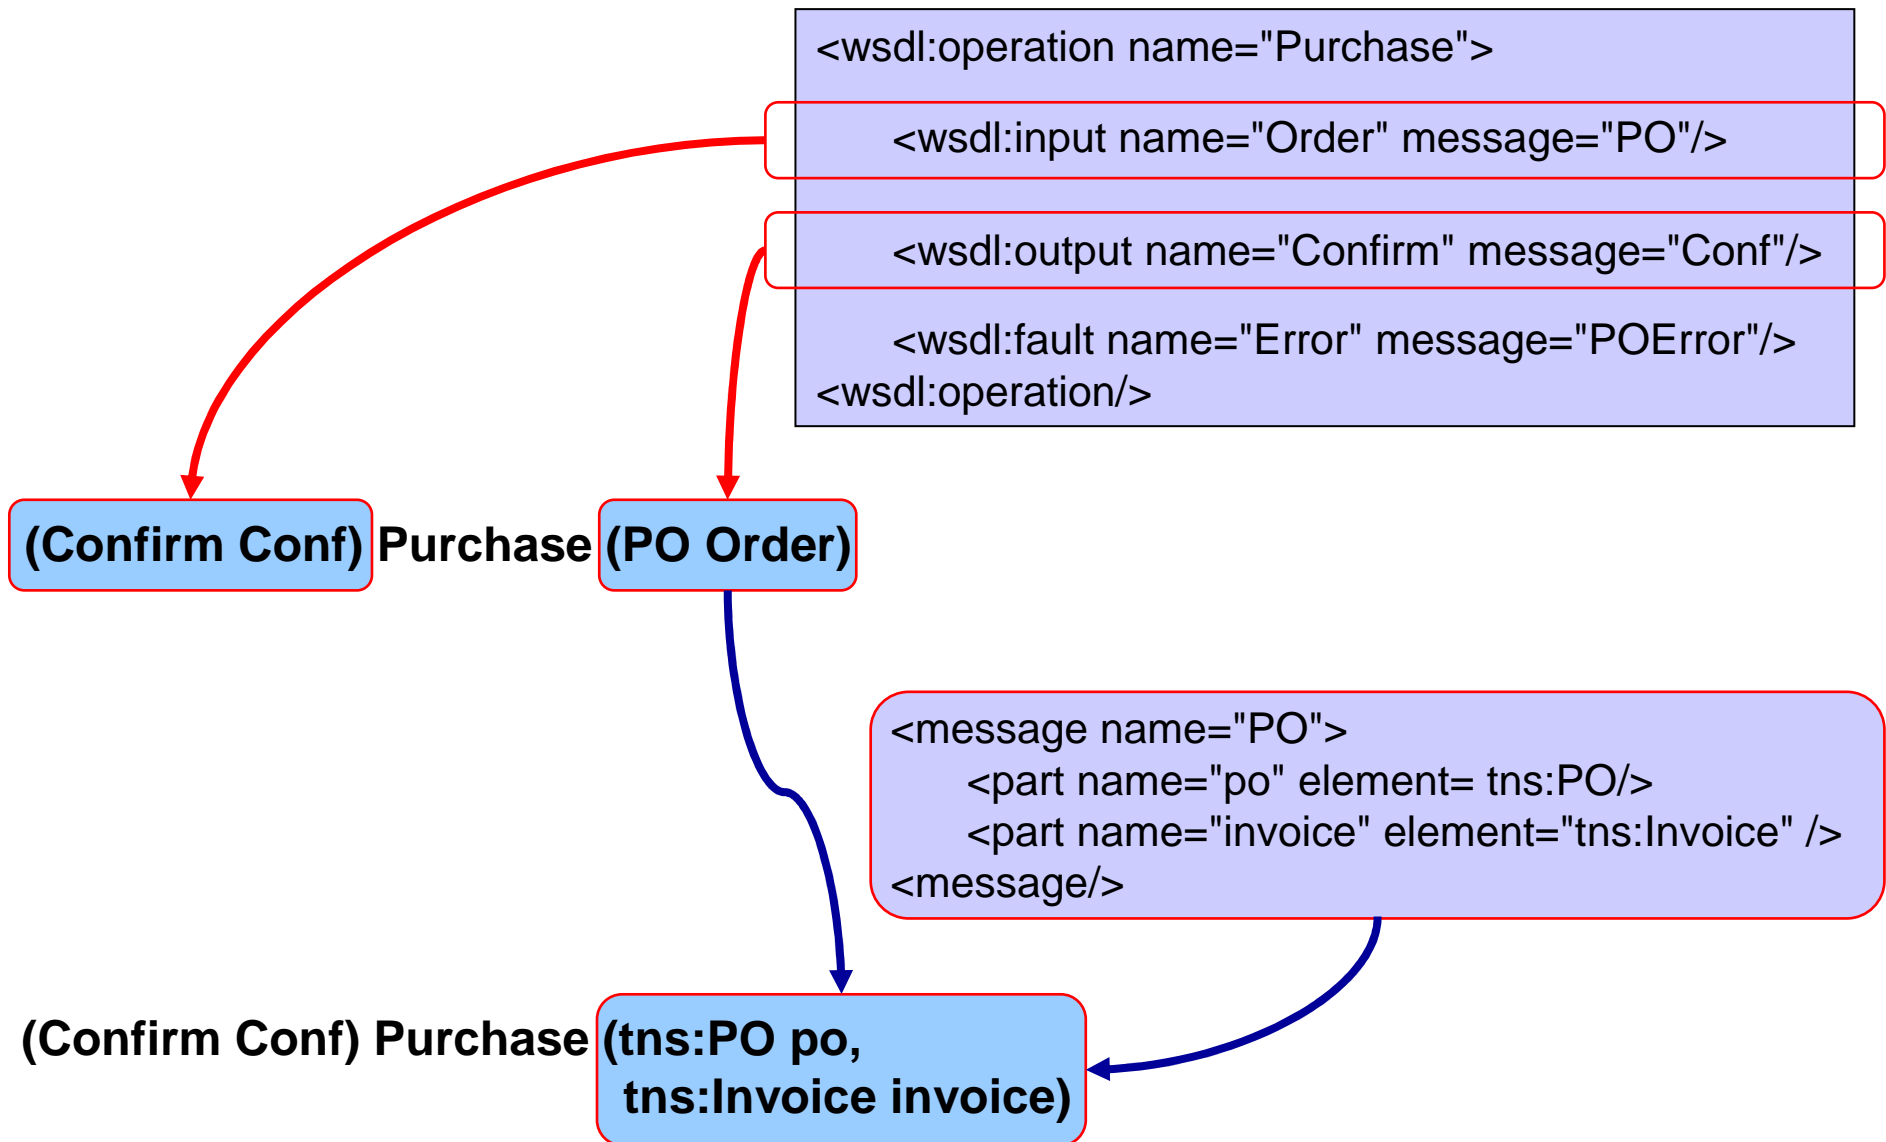 <wsdl:operation name="Purchase">
<wsdl:input name="Order" message="PO"/>
<wsdl:output name="Confirm" message="Conf"/>
<wsdl:fault name="Error" message="POError"/>
<wsdl:operation/>
(Confirm Conf) Purchase (PO Order)
<message name="PO">
<part name="po" element= tns:PO/>
<part name="invoice" element="tns:Invoice" />
<message/>
(Confirm Conf) Purchase (tns:PO po,
tns:Invoice invoice)